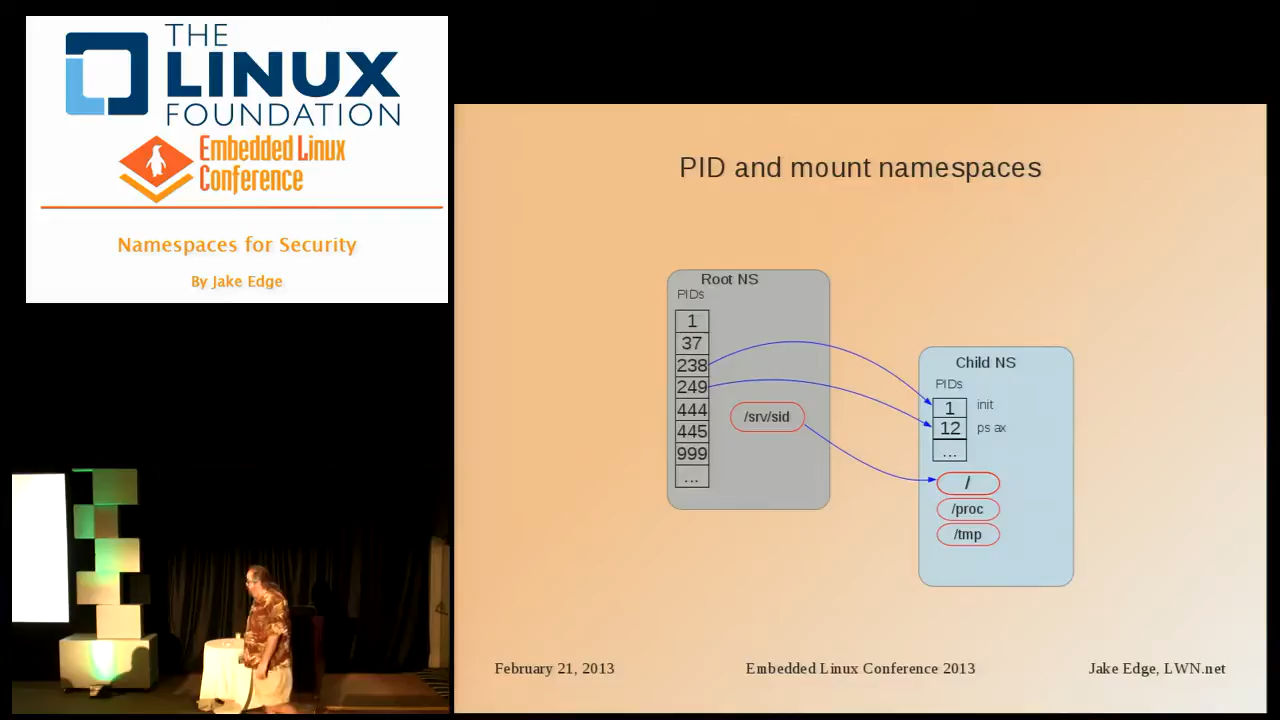 THE
LINUX
FOUNDATION
Embedded Linux
Conference
Namespaces for Security
By Jake Edge
PID and mount namespaces
Root NS
PIDs
1
37
238
249
444
445
999
...
/srv/sid
Child NS
PIDs
1 init
12 ps ax
...
/
/proc
/tmp
February 21, 2013 Embedded Linux Conference 2013 Jake Edge, LWN.net